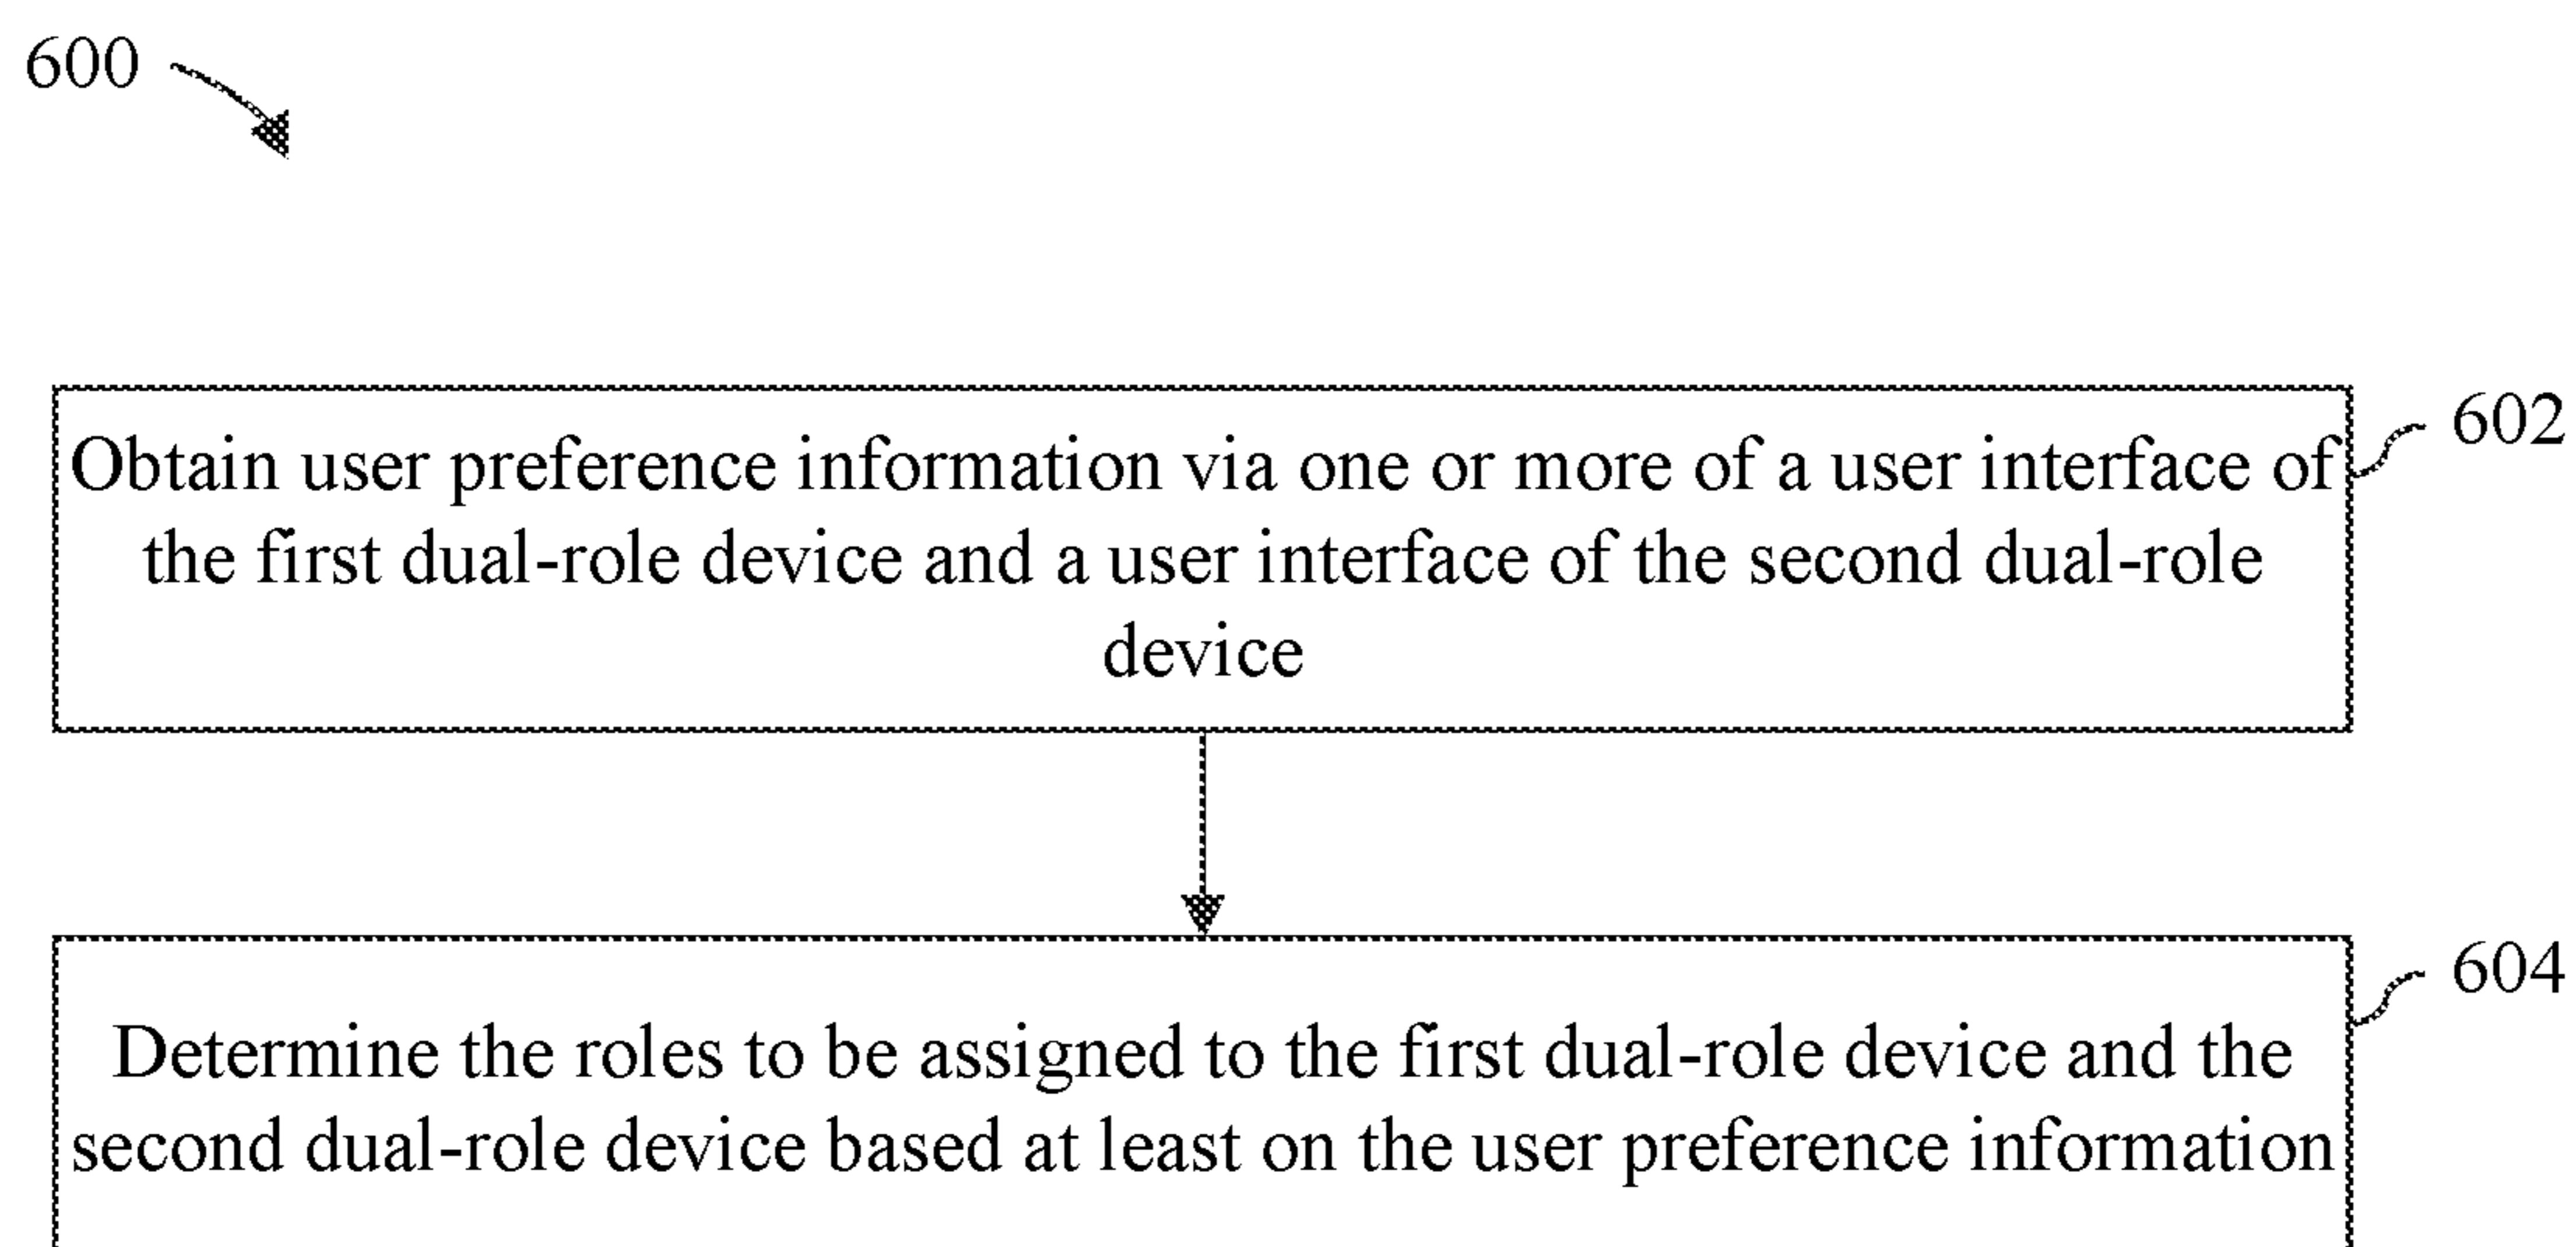 600
Obtain user preference information via one or more of a user interface of
the first dual-role device and a user interface of the second dual-role
device
602
Determine the roles to be assigned to the first dual-role device and the
second dual-role device based at least on the user preference information
604